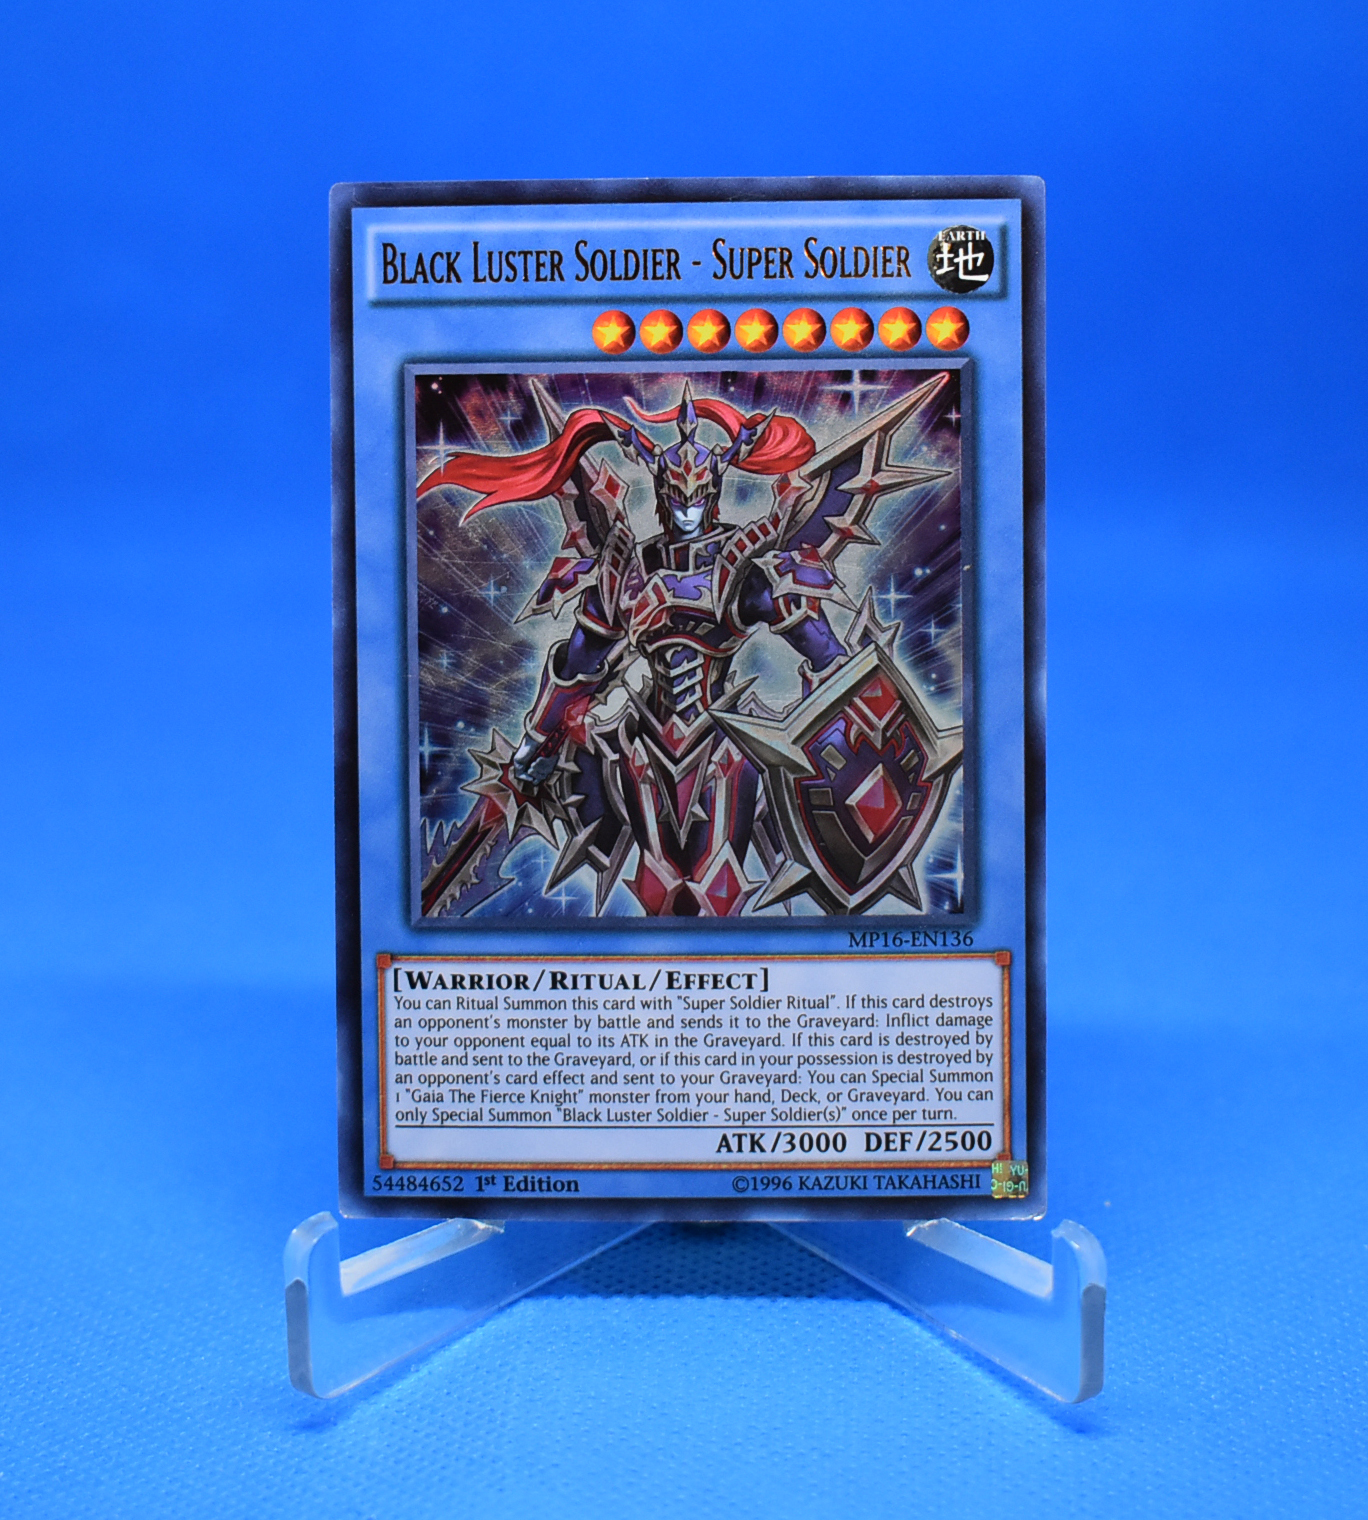 BLACK LUSTER SOLDIER - SUPER SOLDIER
EARTH
地
MP16-EN136
[WARRIOR/RITUAL/EFFECT]
You can Ritual Summon this card with "Super Soldier Ritual". If this card destroys
an opponent's monster by battle and sends it to the Graveyard: Inflict damage
to your opponent equal to its ATK in the Graveyard. If this card is destroyed by
battle and sent to the Graveyard, or if this card in your possession is destroyed by
an opponent's card effect and sent to your Graveyard: You can Special Summon
1 "Gaia The Fierce Knight" monster from your hand, Deck, or Graveyard. You can
only Special Summon "Black Luster Soldier - Super Soldier(s)" once per turn.
ATK/3000 DEF/2500
54484652 1st Edition
©1996 KAZUKI TAKAHASHI